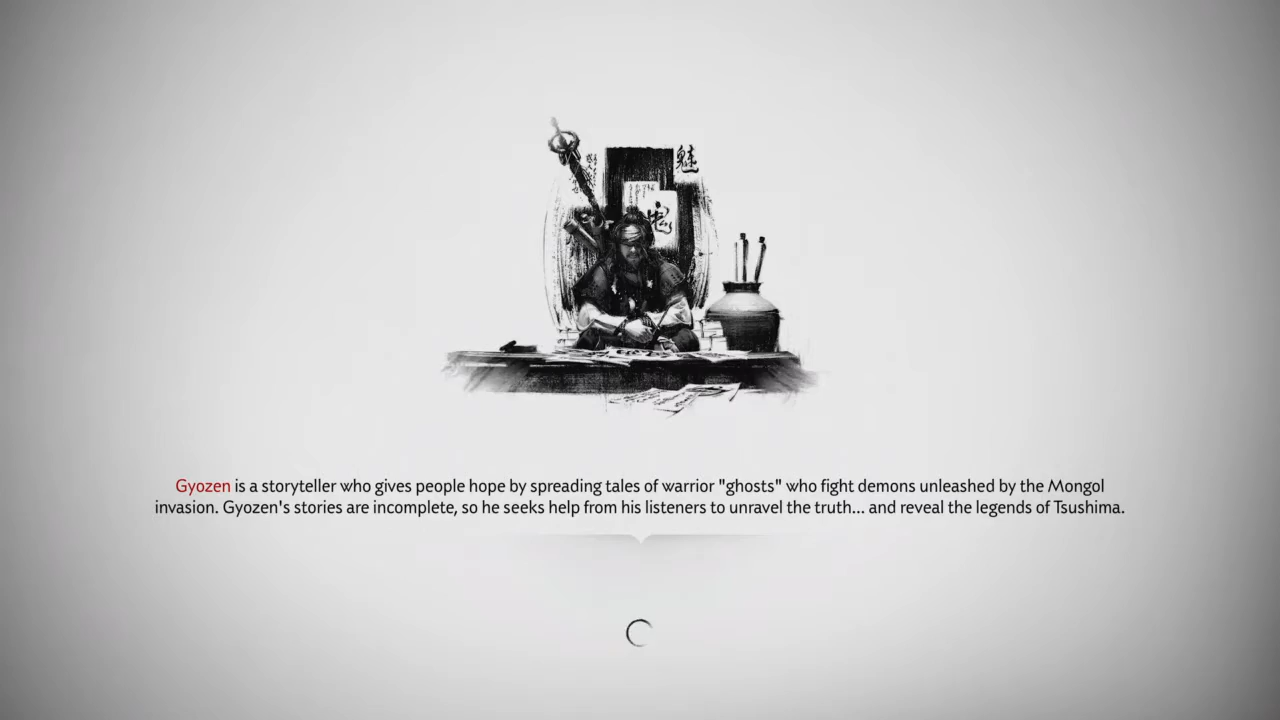 魅
Gyozen is a storyteller who gives people hope by spreading tales of warrior "ghosts" who fight demons unleashed by the Mongol
invasion. Gyozen's stories are incomplete, so he seeks help from his listeners to unravel the truth... and reveal the legends of Tsushima.